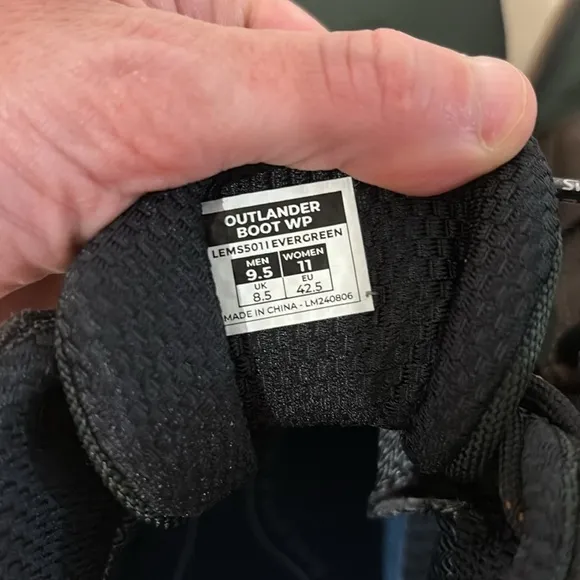 OUTLANDER
BOOT WP
LEMS5011 EVERGREEN
MEN WOMEN
9.5 11
UK EU
8.5 42.5
MADE IN CHINA - LM240806